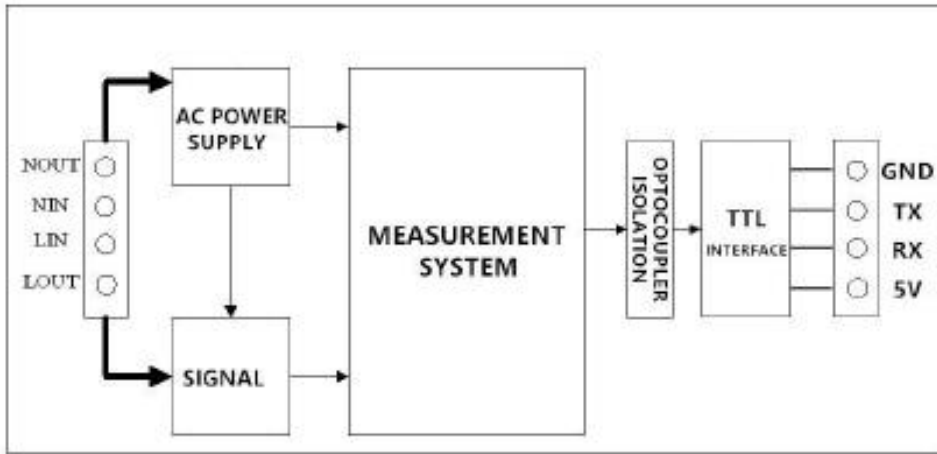 NOUT
NIN
LIN
LOUT
AC POWER
SUPPLY
SIGNAL
MEASUREMENT
SYSTEM
OPTOCOUPLER
ISOLATION
TTL
INTERFACE
GND
TX
RX
5V